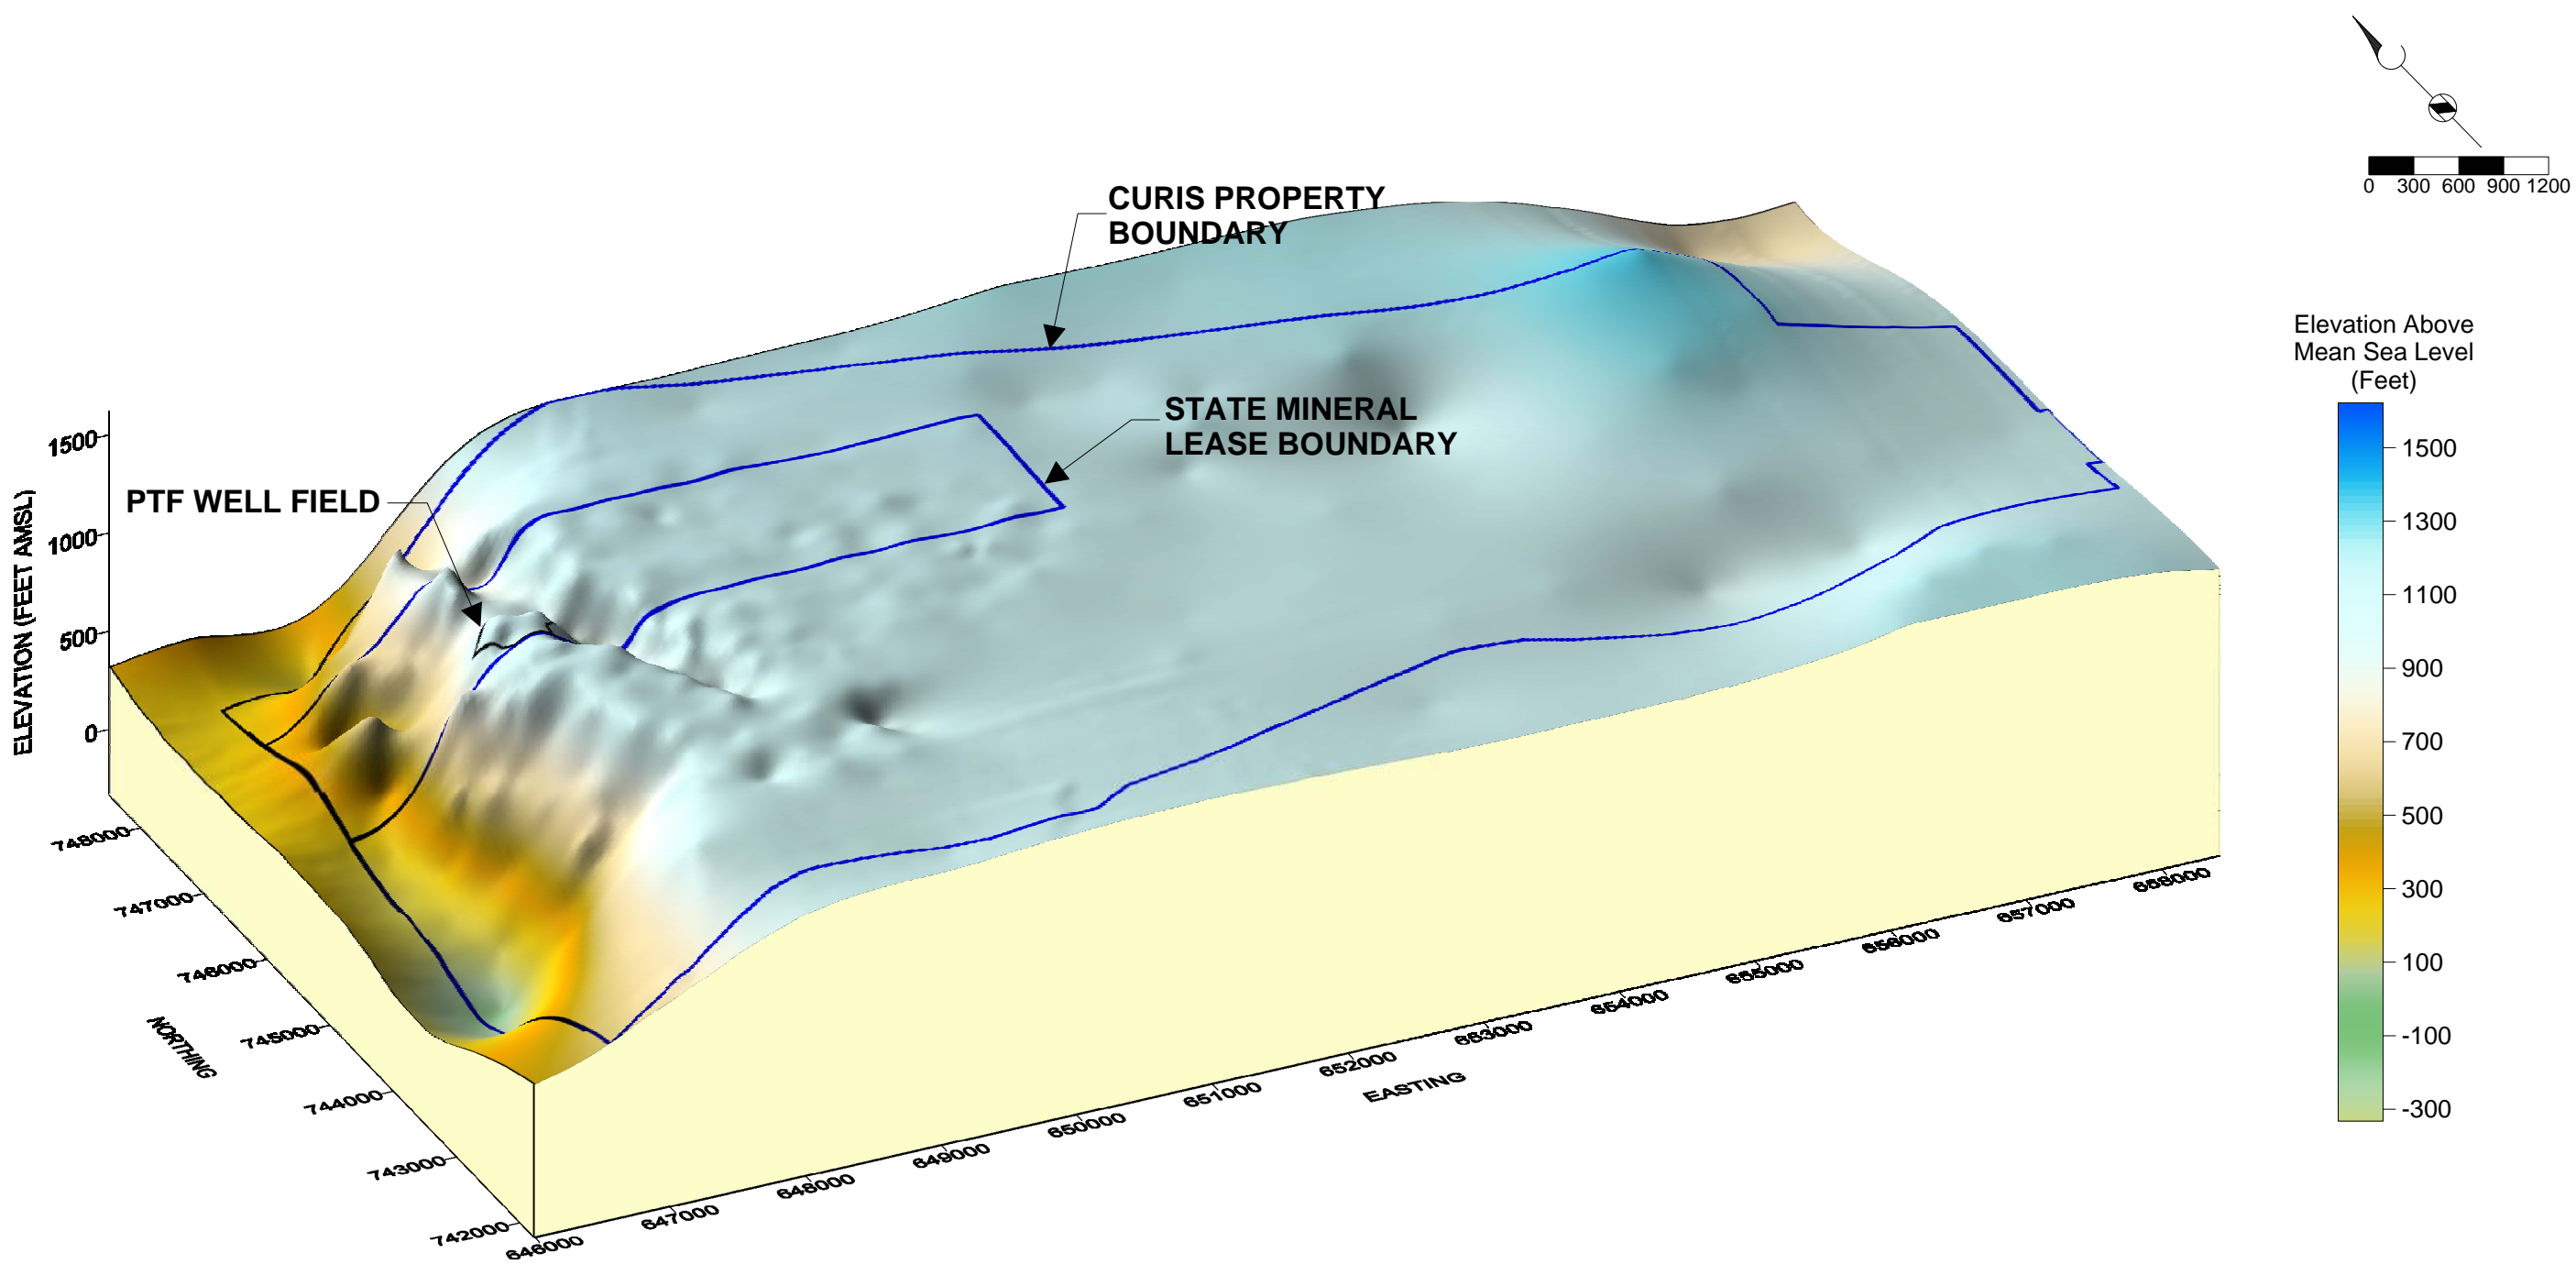 0 300 600 900 1200
CURIS PROPERTY
BOUNDARY
STATE MINERAL
LEASE BOUNDARY
PTF WELL FIELD
Elevation Above
Mean Sea Level
(Feet)
1500
1300
1100
900
700
500
300
100
-100
-300
ELEVATION (FEET AMSL)
1500
1000
500
0
748000
747000
746000
745000
744000
743000
742000
NORTHING
646000
647000
648000
649000
650000
651000
652000
653000
654000
655000
656000
657000
658000
EASTING